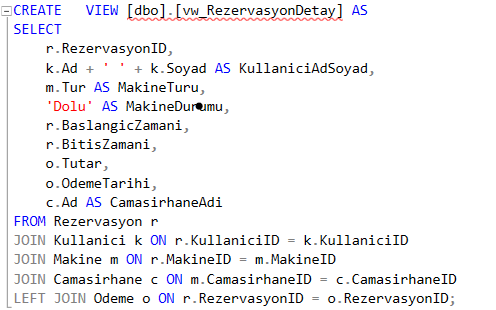 CREATE   VIEW [dbo].[vw_RezervasyonDetay] AS
SELECT
    r.RezervasyonID,
    k.Ad + ' ' + k.Soyad AS KullaniciAdSoyad,
    m.Tur AS MakineTuru,
    'Dolu' AS MakineDurumu,
    r.BaslangicZamani,
    r.BitisZamani,
    o.Tutar,
    o.OdemeTarihi,
    c.Ad AS CamasirhaneAdi
FROM Rezervasyon r
JOIN Kullanici k ON r.KullaniciID = k.KullaniciID
JOIN Makine m ON r.MakineID = m.MakineID
JOIN Camasirhane c ON m.CamasirhaneID = c.CamasirhaneID
LEFT JOIN Odeme o ON r.RezervasyonID = o.RezervasyonID;